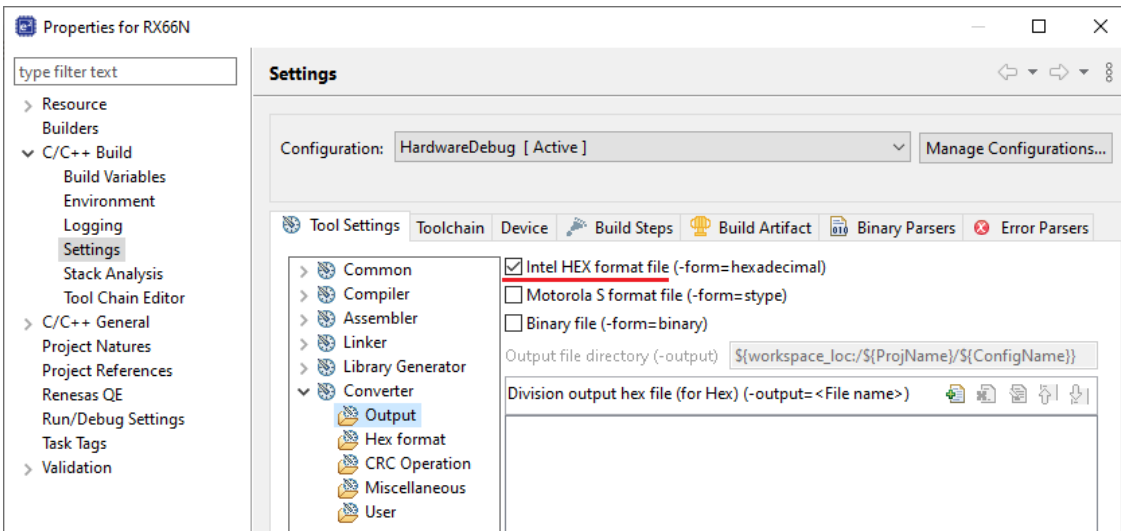 Properties for RX66N
type filter text
Resource
Builders
C/C++ Build
Build Variables
Environment
Logging
Settings
Stack Analysis
Tool Chain Editor
C/C++ General
Project Natures
Project References
Renesas QE
Run/Debug Settings
Task Tags
Validation
Settings
Configuration: HardwareDebug [ Active ] Manage Configurations...
Tool Settings Toolchain Device Build Steps Build Artifact Binary Parsers Error Parsers
Common
Compiler
Assembler
Linker
Library Generator
Converter
Output
Hex format
CRC Operation
Miscellaneous
User
Intel HEX format file (-form=hexadecimal)
Motorola S format file (-form=stype)
Binary file (-form=binary)
Output file directory (-output) ${workspace_loc:/${ProjName}/${ConfigName}}
Division output hex file (for Hex) (-output=<File name>)